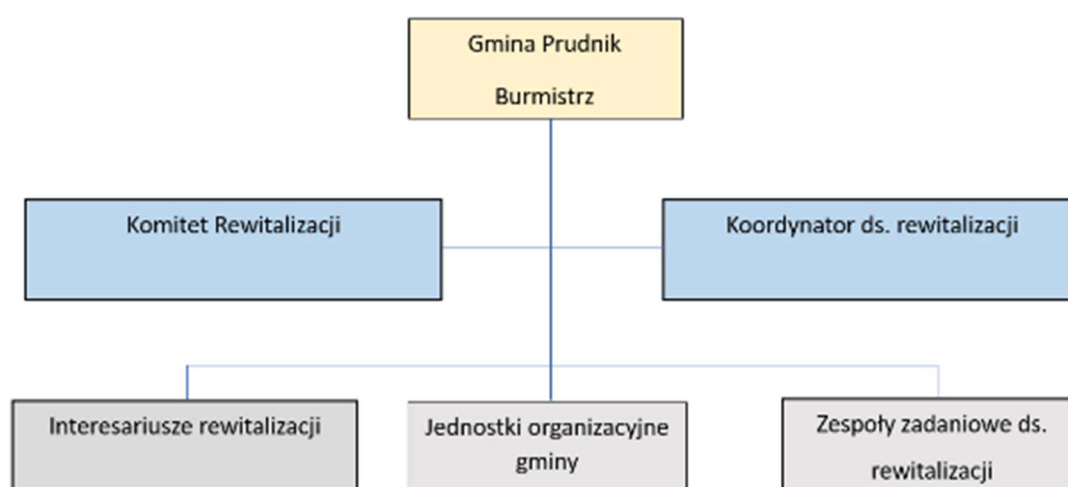 Gmina Prudnik
Burmistrz
Komitet Rewitalizacji
Koordynator ds. rewitalizacji
Interesariusze rewitalizacji
Jednostki organizacyjne
gminy
Zespoły zadaniowe ds.
rewitalizacji